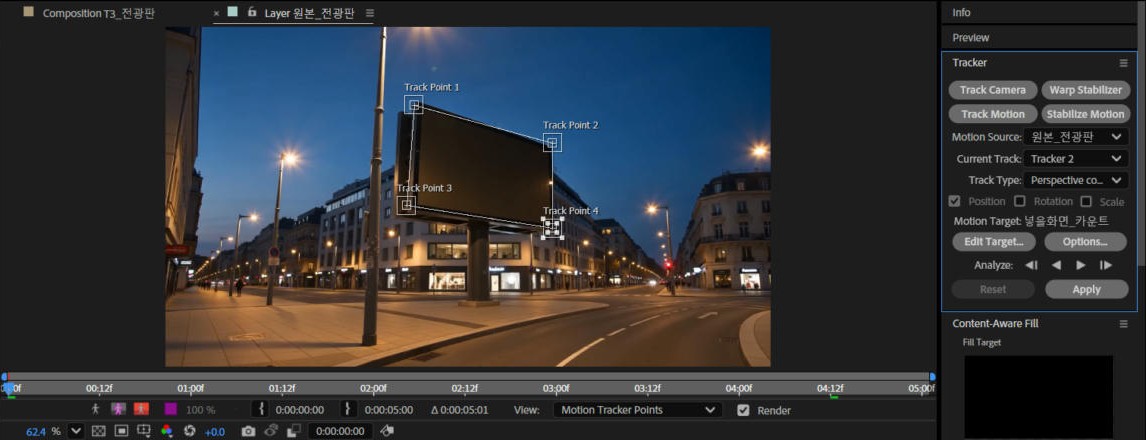 Composition T3_전광판
× Layer 원본_전광판
Info
Preview
Tracker
Track Camera Warp Stabilizer
Track Motion Stabilize Motion
Motion Source: 원본_전광판
Current Track: Tracker 2
Track Type: Perspective co...
Position Rotation Scale
Motion Target: 넣을화면_카운트
Edit Target... Options...
Analyze:
Reset Apply
Content-Aware Fill
Fill Target
Track Point 1
Track Point 2
Track Point 3
Track Point 4
00:12f 01:00f 01:12f 02:00f 02:12f 03:00f 03:12f 04:00f 04:12f 05:00f
100 % 0:00:00:00 0:00:05:00 Δ 0:00:05:01 View: Motion Tracker Points Render
62.4 % +0.0 0:00:00:00